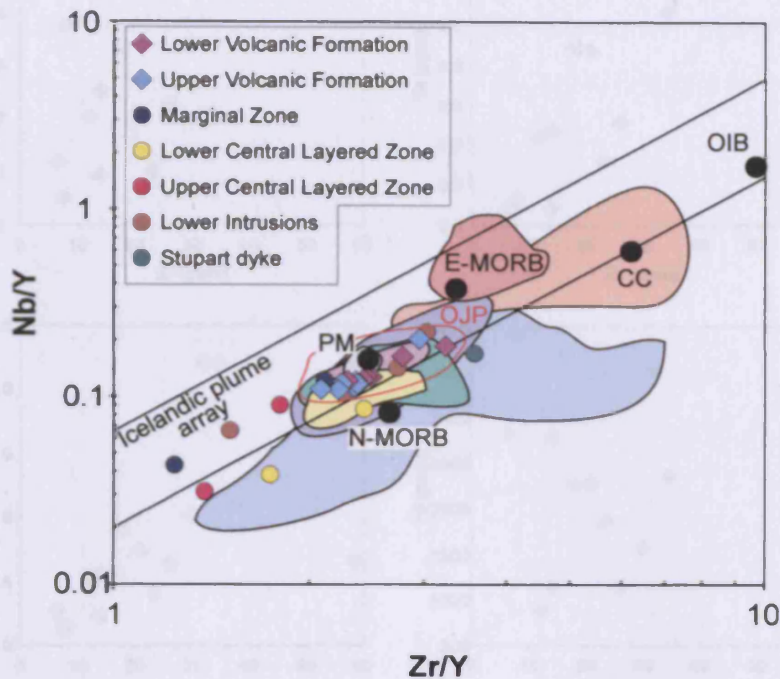 10
Lower Volcanic Formation
Upper Volcanic Formation
Marginal Zone
Lower Central Layered Zone
Upper Central Layered Zone
Lower Intrusions
Stupart dyke
OIB
1
E-MORB
CC
OJP
PM
Nb/Y
0.1
Icelandic plume
array
N-MORB
0.01
1
10
Zr/Y